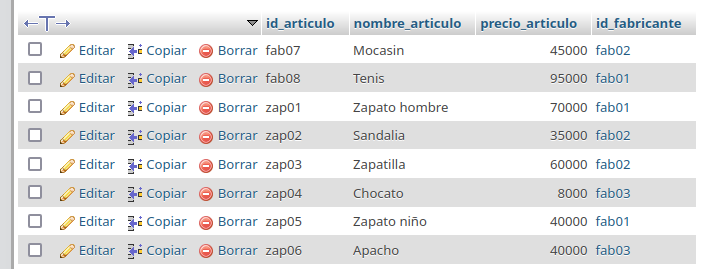 id_articulo nombre_articulo precio_articulo id_fabricante
Editar Copiar Borrar fab07 Mocasin 45000 fab02
Editar Copiar Borrar fab08 Tenis 95000 fab01
Editar Copiar Borrar zap01 Zapato hombre 70000 fab01
Editar Copiar Borrar zap02 Sandalia 35000 fab02
Editar Copiar Borrar zap03 Zapatilla 60000 fab02
Editar Copiar Borrar zap04 Chocato 8000 fab03
Editar Copiar Borrar zap05 Zapato niño 40000 fab01
Editar Copiar Borrar zap06 Apacho 40000 fab03